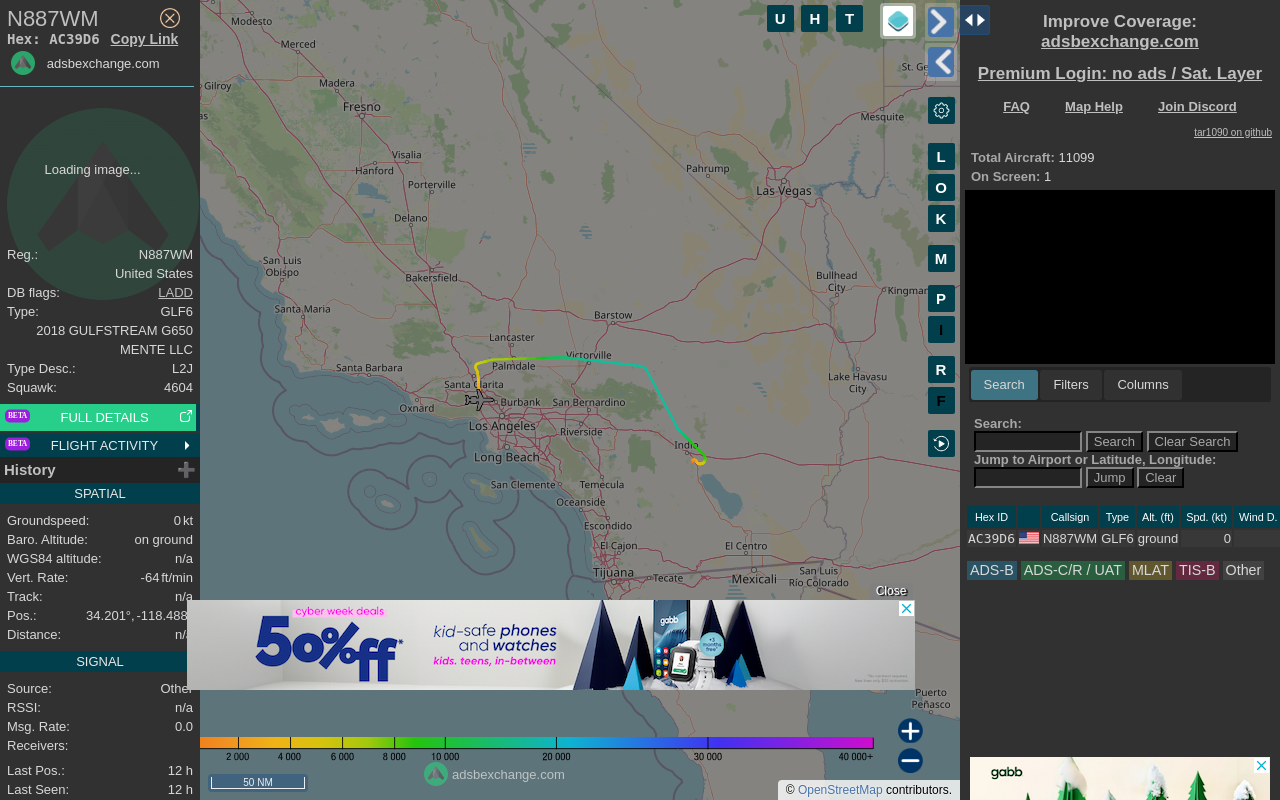 N887WM
Hex: AC39D6 Copy Link
adsbexchange.com
Loading image...
Reg.: N887WM
United States
DB flags: LADD
Type: GLF6
2018 GULFSTREAM G650
MENTE LLC
Type Desc.: L2J
Squawk: 4604
BETA FULL DETAILS
BETA FLIGHT ACTIVITY
History
SPATIAL
Groundspeed: 0 kt
Baro. Altitude: on ground
WGS84 altitude: n/a
Vert. Rate: -64 ft/min
Track: n/a
Pos.: 34.201°, -118.488
Distance: n/a
SIGNAL
Source: Other
RSSI: n/a
Msg. Rate: 0.0
Receivers:
Last Pos.: 12 h
Last Seen: 12 h
U H T
L
O
K
M
P
I
R
F
Modesto
Merced
Gilroy
as
Madera
Fresno
Visalia
Hanford
Porterville
Delano
San Luis
Obispo
Bakersfield
Santa Maria
Lancaster
Barstow
Palmdale
Victorville
Santa Barbara
Santa Clarita
Oxnard
Burbank
San Bernardino
Los Angeles
Riverside
Indio
Long Beach
San Clemente
Temecula
Oceanside
Escondido
El Cajon
El Centro
Tijuana
Tecate
Mexicali
San Luis
Río Colorado
Pahrump
Las Vegas
Mesquite
St. Ge
Bullhead
City
Kingman
Lake Havasu
City
Puerto
Peñasco
Close
cyber week deals
50%ff*
kid-safe phones
and watches
kids. teens, in-between
gabb
2 000 4 000 6 000 8 000 10 000 20 000 30 000 40 000+
adsbexchange.com
50 NM
© OpenStreetMap contributors.
Improve Coverage:
adsbexchange.com
Premium Login: no ads / Sat. Layer
FAQ Map Help Join Discord
tar1090 on github
Total Aircraft: 11099
On Screen: 1
Search Filters Columns
Search:
Search Clear Search
Jump to Airport or Latitude, Longitude:
Jump Clear
Hex ID Callsign Type Alt. (ft) Spd. (kt) Wind D.
AC39D6 N887WM GLF6 ground 0
ADS-B ADS-C/R / UAT MLAT TIS-B Other
gabb